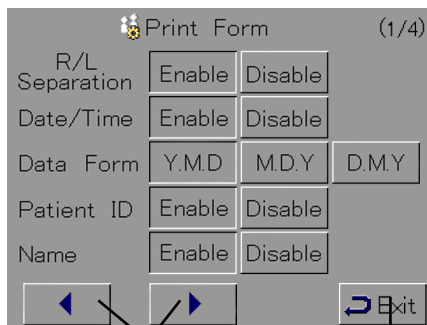 Print Form (1/4)
R/L Separation Enable Disable
Date/Time Enable Disable
Data Form Y.M.D M.D.Y D.M.Y
Patient ID Enable Disable
Name Enable Disable
Exit